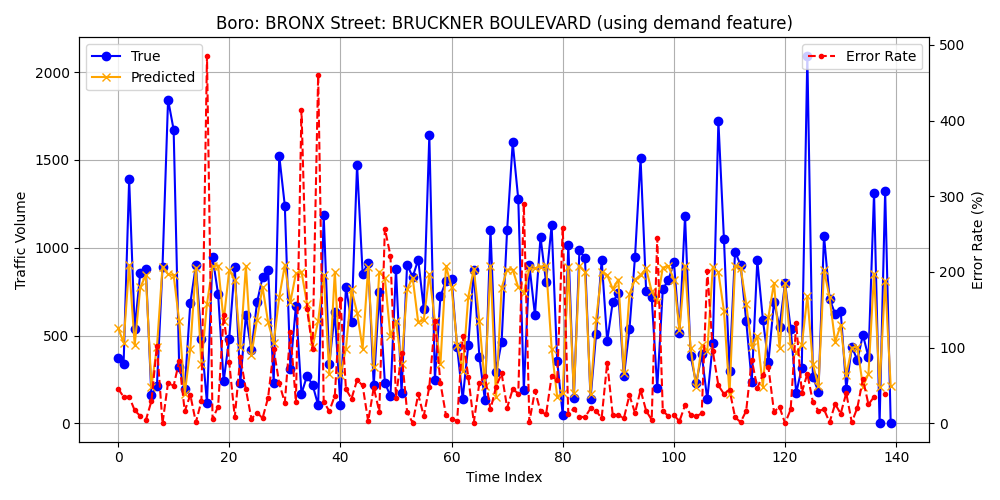 Boro: BRONX Street: BRUCKNER BOULEVARD (using demand feature)
True
Predicted
Error Rate
Traffic Volume
2000
1500
1000
500
0
500
400
300
200
100
0
Error Rate (%)
0 20 40 60 80 100 120 140
Time Index